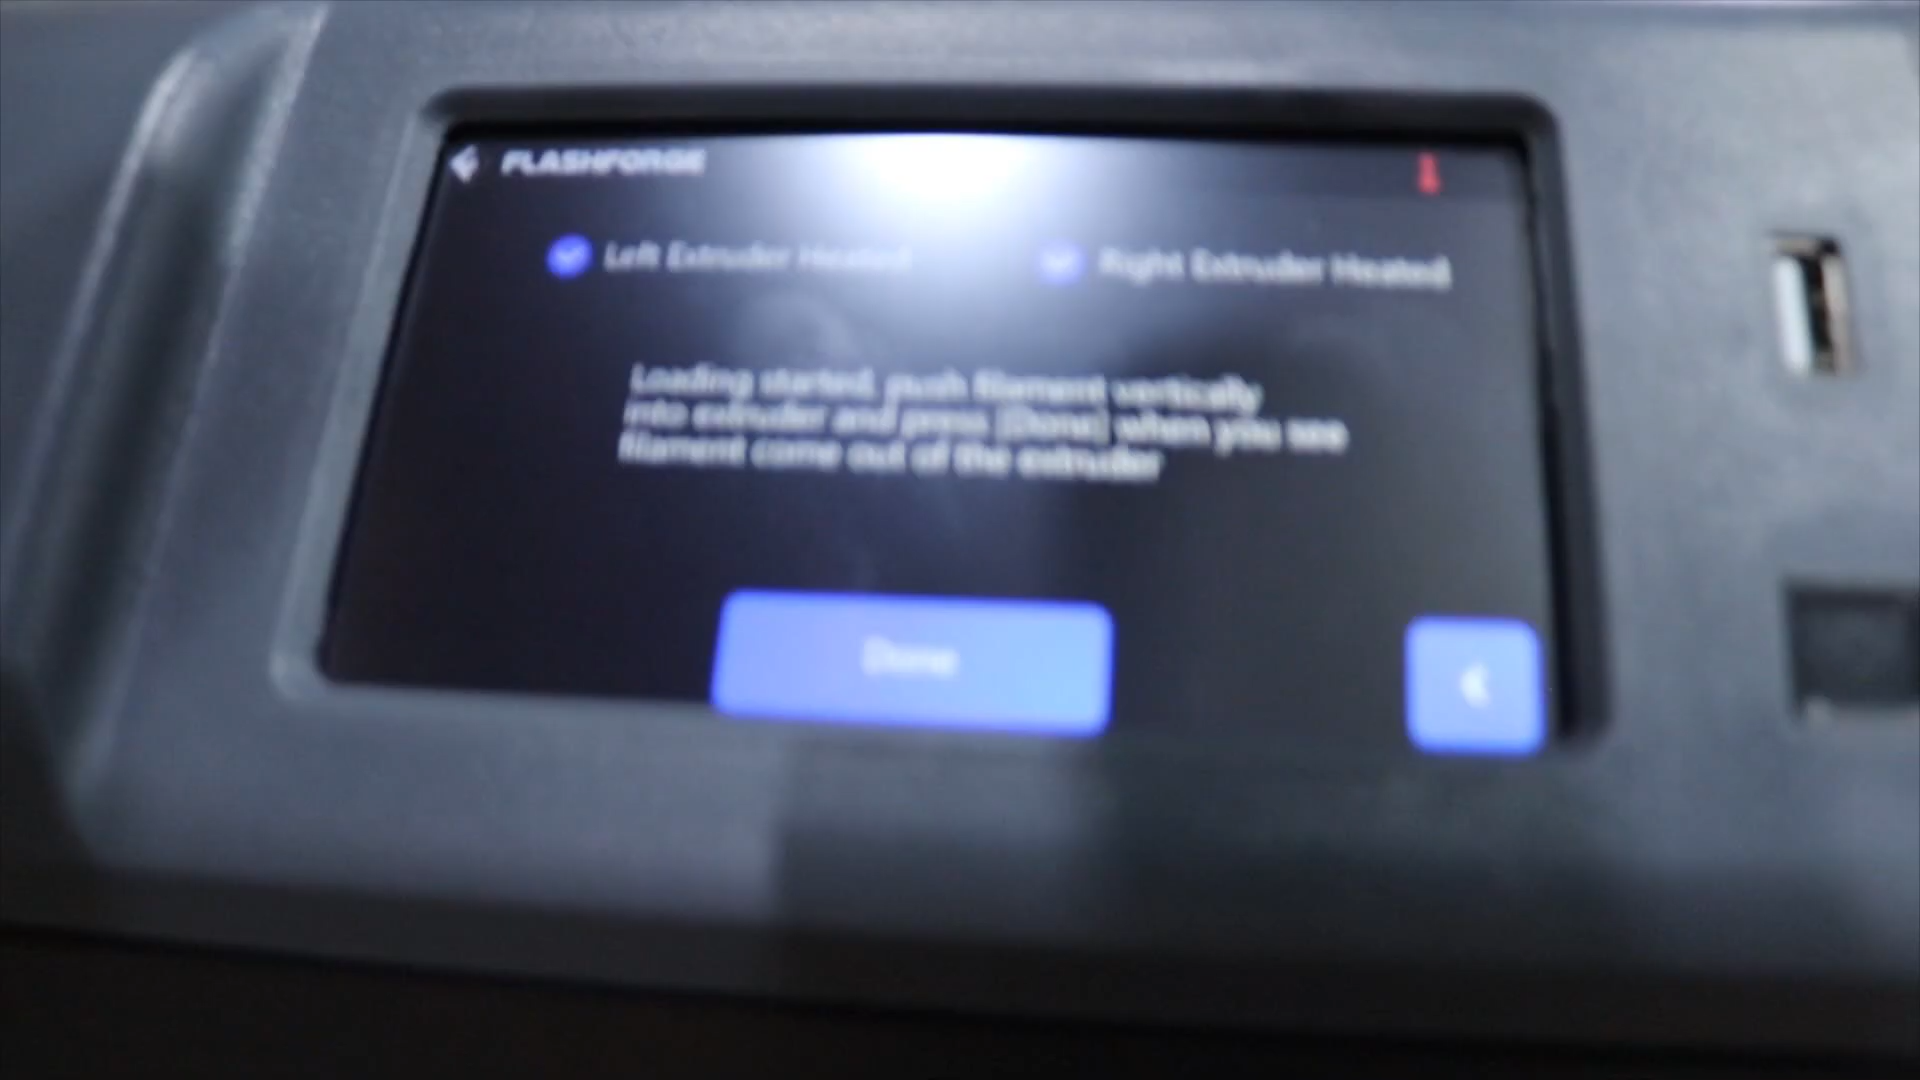 FLASHFORGE
Left Extruder Heated
Right Extruder Heated
Loading started, push filament vertically
into extruder and press [Done] when you see
filament come out of the extruder
Done